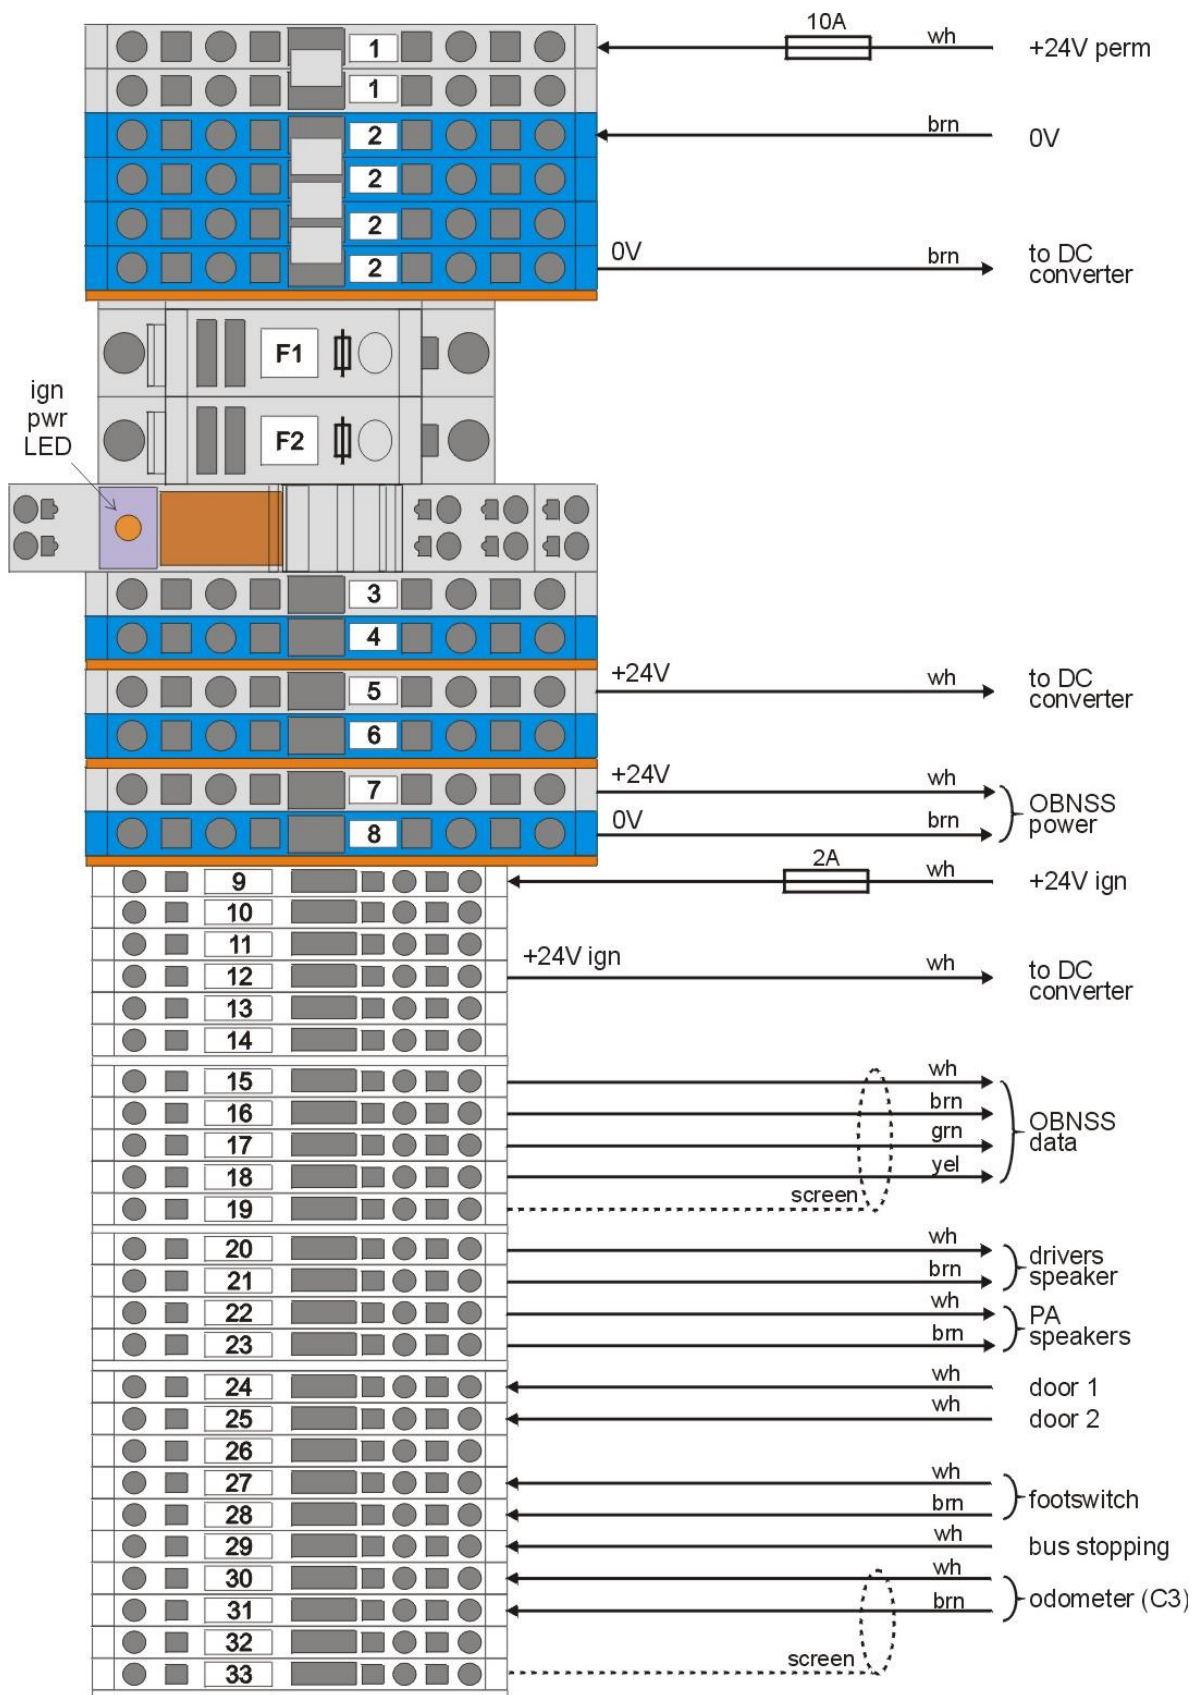 10A
1 wh +24V perm
1
2 brn 0V
2
2
2 0V brn to DC
converter
F1
ign
pwr
LED
F2
3
4
5 +24V wh to DC
converter
6
7 +24V wh OBNSS
8 0V brn power
2A
9 wh +24V ign
10
11
12 +24V ign wh to DC
converter
13
14
15 wh
16 brn OBNSS
17 grn data
18 yel
19 screen
20 wh drivers
21 brn speaker
22 wh PA
23 brn speakers
24 wh door 1
25 wh door 2
26
27 wh footswitch
28 brn
29 wh bus stopping
30 wh odometer (C3)
31 brn
32
33 screen